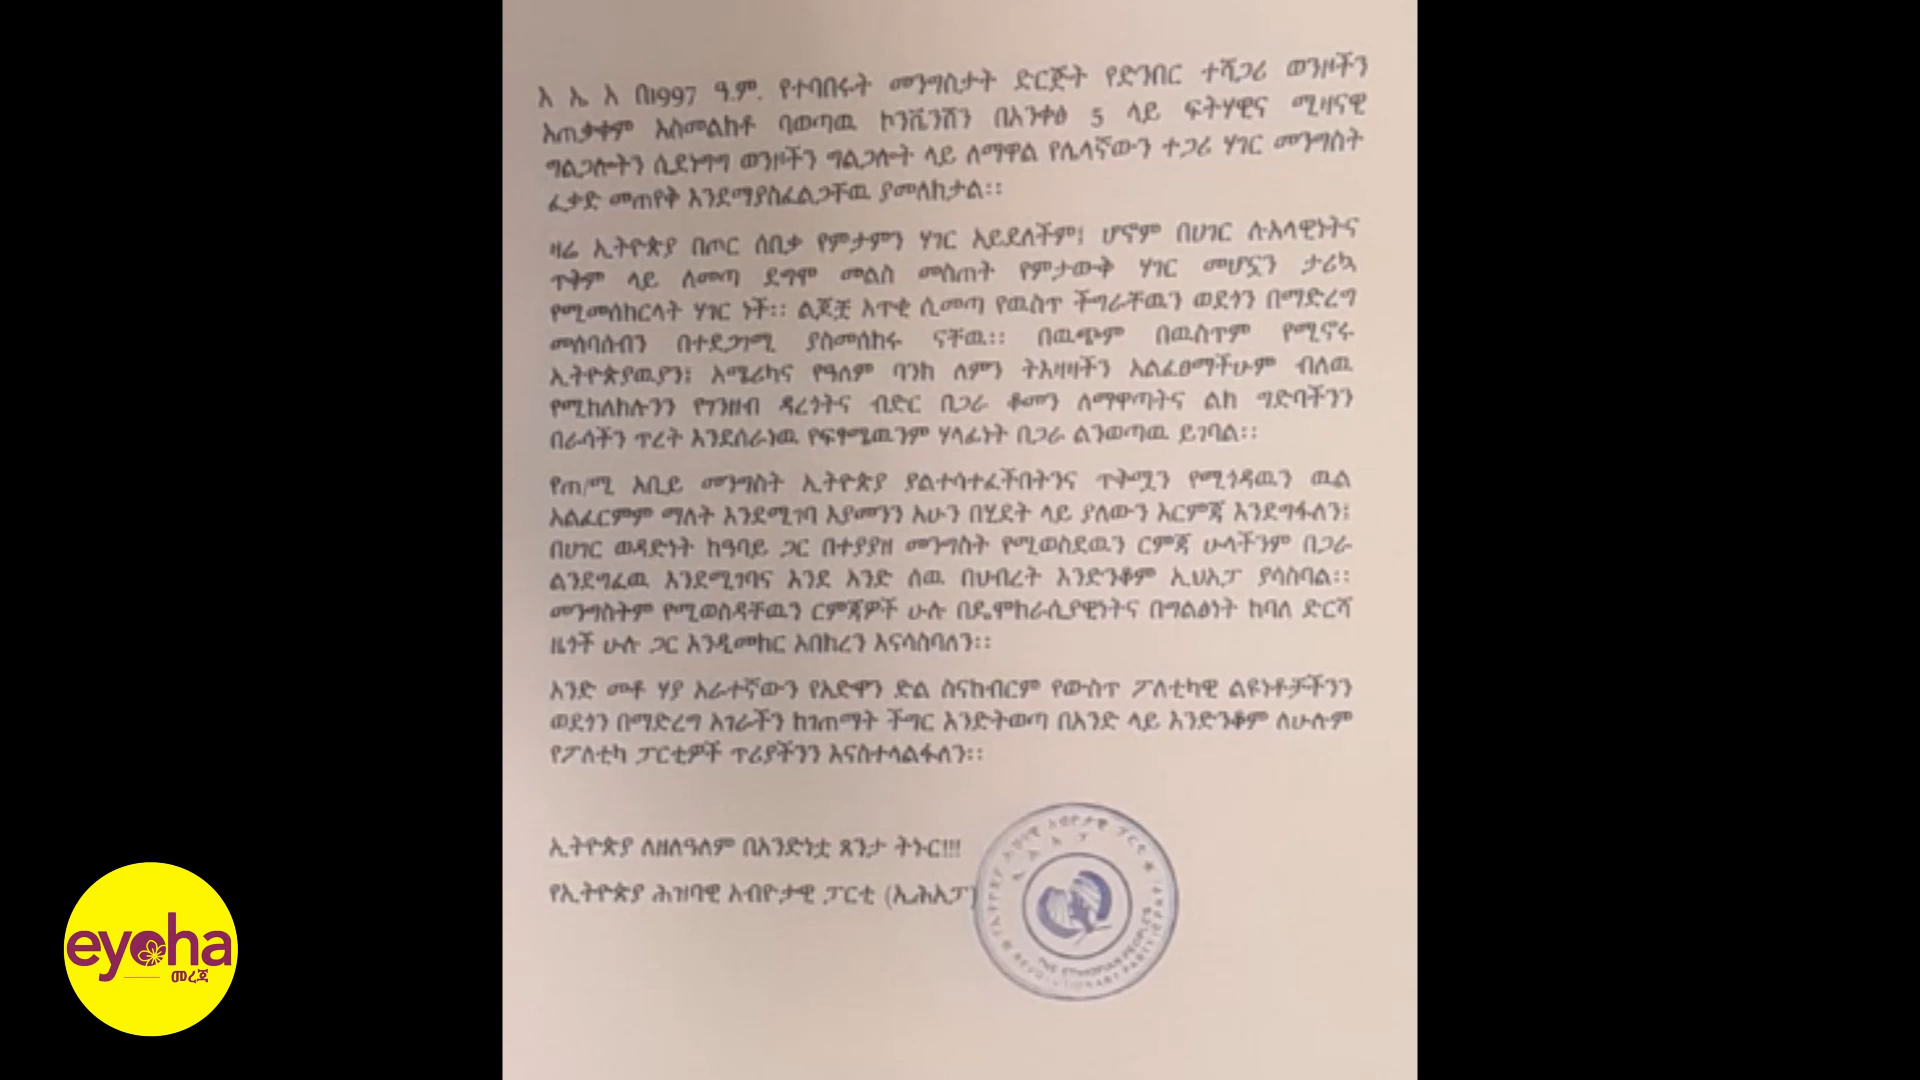 እ ኤ አ በ1997 ዓ.ም. የተባበሩት መንግስታት ድርጅት የድንበር ተሻጋሪ ወንዞችን
አጠቃቀም አስመልክቶ ባወጣዉ ኮንቬንሽን በአንቀፅ 5 ላይ ፍትሃዊና ሚዛናዊ
ግልጋሎትን ሲደነግግ ወንዞችን ግልጋሎት ላይ ለማዋል የሌላኛውን ተጋሪ ሃገር መንግስት
ፈቃድ መጠየቅ እንደማያስፈልጋቸዉ ያመለክታል፡፡
ዛሬ ኢትዮጵያ በጦር ሰበቃ የምታምን ሃገር አይደለችም፤ ሆኖም በሀገር ሉአላዊነትና
ጥቅም ላይ ለመጣ ደግሞ መልስ መስጠት የምታውቅ ሃገር መሆኗን ታሪኳ
የሚመሰክርላት ሃገር ነች፡፡ ልጆቿ አጥቂ ሲመጣ የዉስጥ ችግራቸዉን ወደጎን በማድረግ
መሰባሰብን በተደጋጋሚ ያስመሰከሩ ናቸዉ፡፡ በዉጭም በዉስጥም የሚኖሩ
ኢትዮጵያዉያን፤ አሜሪካና የዓለም ባንክ ለምን ትእዛዛችን አልፈፀማችሁም ብለዉ
የሚከለክሉንን የገንዘብ ዳረጎትና ብድር በጋራ ቆመን ለማዋጣትና ልክ ግድባችንን
በራሳችን ጥረት እንደሰራነዉ የፍፃሜዉንም ሃላፊነት በጋራ ልንወጣዉ ይገባል፡፡
የጠ/ሚ አቢይ መንግስት ኢትዮጵያ ያልተሳተፈችበትንና ጥቅሟን የሚጎዳዉን ዉል
አልፈርምም ማለት እንደሚገባ እያመንን አሁን በሂደት ላይ ያለውን እርምጃ እንደግፋለን፤
በሀገር ወዳድነት ከዓባይ ጋር በተያያዘ መንግስት የሚወስደዉን ርምጃ ሁላችንም በጋራ
ልንደግፈዉ እንደሚገባና እንደ አንድ ሰዉ በህብረት እንድንቆም ኢህአፓ ያሳስባል፡፡
መንግስትም የሚወስዳቸዉን ርምጃዎች ሁሉ በዴሞክራሲያዊነትና በግልፅነት ከባለ ድርሻ
ዜጎች ሁሉ ጋር እንዲመክር አበክረን እናሳስባለን፡፡
አንድ መቶ ሃያ አራተኛውን የአድዋን ድል ስናከብርም የውስጥ ፖለቲካዊ ልዩነቶቻችንን
ወደጎን በማድረግ አገራችን ከገጠማት ችግር እንድትወጣ በአንድ ላይ እንድንቆም ለሁሉም
የፖለቲካ ፓርቲዎች ጥሪያችንን እናስተላልፋለን፡፡
ኢትዮጵያ ለዘለዓለም በአንድነቷ ጸንታ ትኑር!!!
የኢትዮጵያ ሕዝባዊ አብዮታዊ ፓርቲ (ኢሕአፓ)
THE ETHIOPIAN PEOPLE'S
REVOLUTIONARY PARTY
eyoha
መረጃ